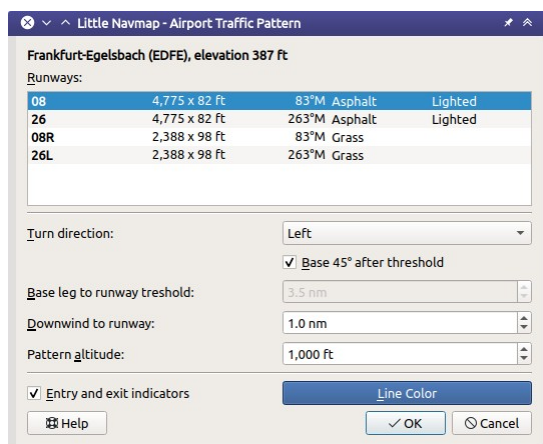 Little Navmap - Airport Traffic Pattern
Frankfurt-Egelsbach (EDFE), elevation 387 ft
Runways:
08 4,775 x 82 ft 83°M Asphalt Lighted
26 4,775 x 82 ft 263°M Asphalt Lighted
08R 2,388 x 98 ft 83°M Grass
26L 2,388 x 98 ft 263°M Grass
Turn direction: Left
Base 45° after threshold
Base leg to runway treshold: 3.5 nm
Downwind to runway: 1.0 nm
Pattern altitude: 1,000 ft
Entry and exit indicators Line Color
Help OK Cancel